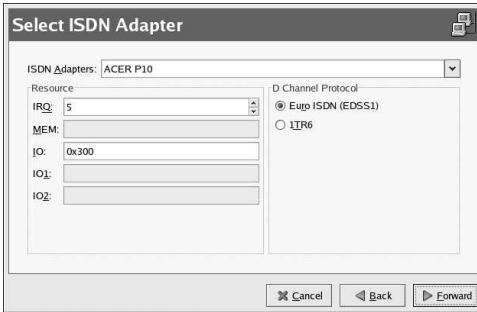 Select ISDN Adapter
ISDN Adapters: ACER P10
Resource
IRQ: 5
MEM:
IO: 0x300
IO1:
IO2:
D Channel Protocol
Euro ISDN (EDSS1)
1TR6
Cancel Back Forward